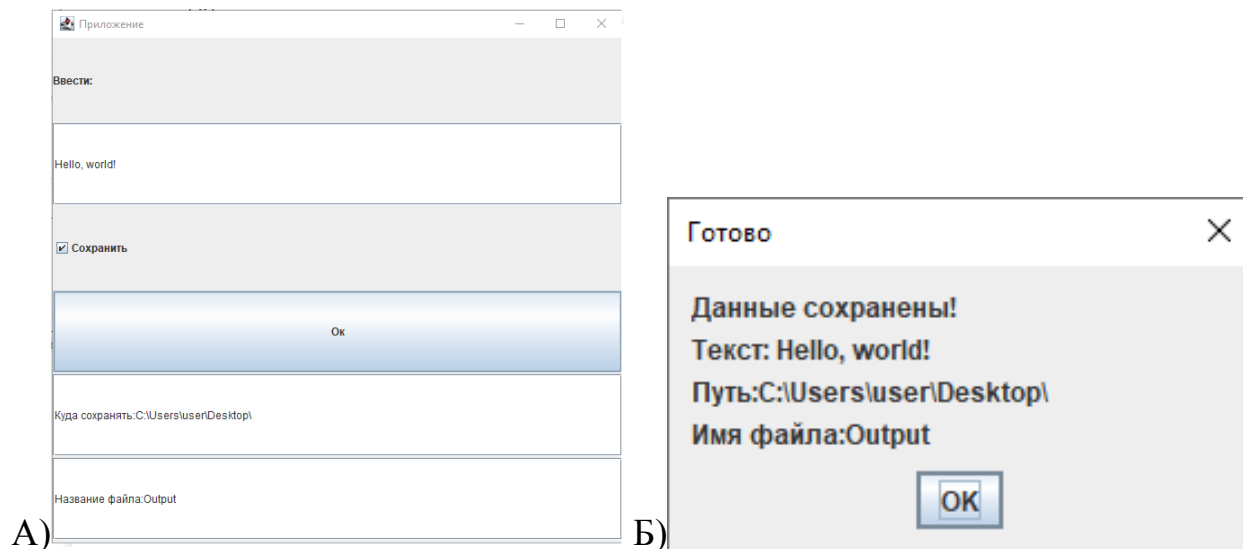 Приложение
Ввести:
Hello, world!
Сохранить
Ок
Куда сохранять:C:\Users\user\Desktop\
Название файла:Output
А)
Готово
Данные сохранены!
Текст: Hello, world!
Путь:C:\Users\user\Desktop\
Имя файла:Output
OK
Б)